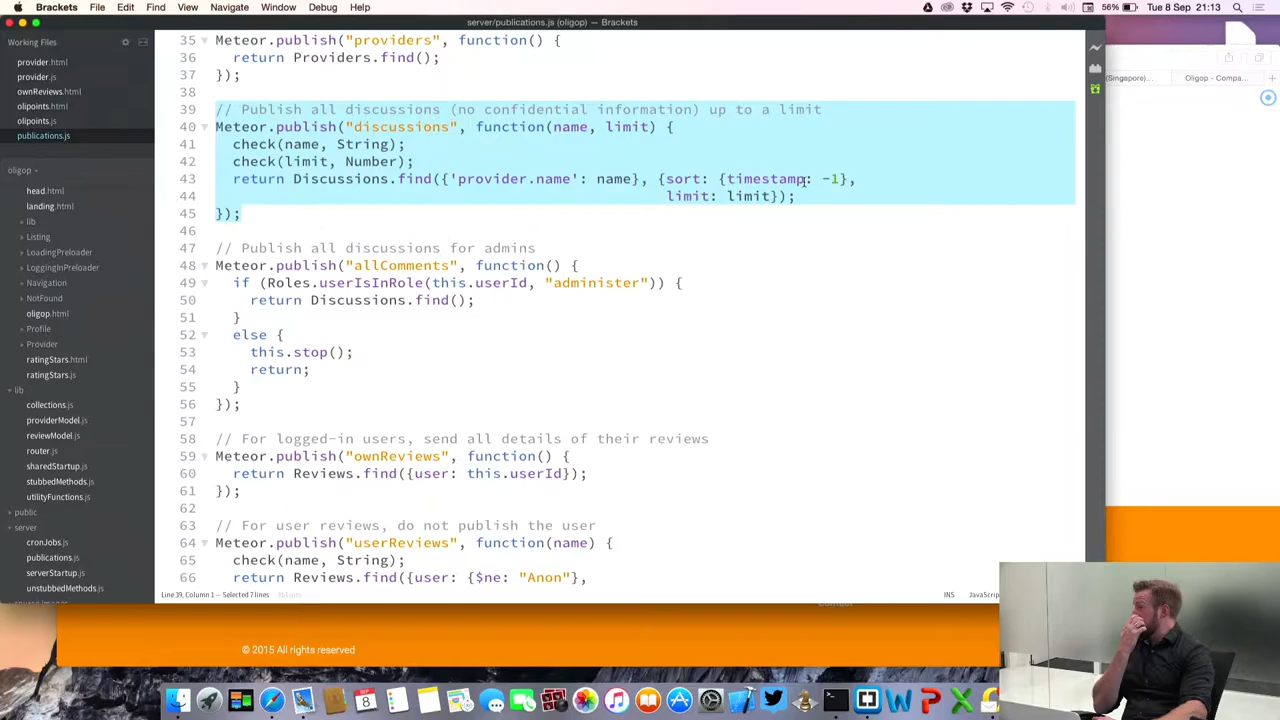 Brackets File Edit Find View Navigate Window Debug Help 56% Tue 8 Sep 21:13
server/publications.js (oligop) — Brackets
Working Files
provider.html
provider.js
ownReviews.html
olipoints.html
olipoints.js
publications.js
oligop
head.html
landing.html
lib
Listing
LoadingPreloader
LoggingInPreloader
Navigation
NotFound
oligop.html
Profile
Provider
ratingStars.html
ratingStars.js
lib
collections.js
providerModel.js
reviewModel.js
router.js
sharedStartup.js
stubbedMethods.js
utilityFunctions.js
public
server
cronJobs.js
publications.js
serverStartup.js
unstubbedMethods.js
35 Meteor.publish("providers", function() {
36 return Providers.find();
37 });
38
39 // Publish all discussions (no confidential information) up to a limit
40 Meteor.publish("discussions", function(name, limit) {
41 check(name, String);
42 check(limit, Number);
43 return Discussions.find({'provider.name': name}, {sort: {timestamp: -1},
44 limit: limit});
45 });
46
47 // Publish all discussions for admins
48 Meteor.publish("allComments", function() {
49 if (Roles.userIsInRole(this.userId, "administer")) {
50 return Discussions.find();
51 }
52 else {
53 this.stop();
54 return;
55 }
56 });
57
58 // For logged-in users, send all details of their reviews
59 Meteor.publish("ownReviews", function() {
60 return Reviews.find({user: this.userId});
61 });
62
63 // For user reviews, do not publish the user
64 Meteor.publish("userReviews", function(name) {
65 check(name, String);
66 return Reviews.find({user: {$ne: "Anon"},
Line 39, Column 1 — Selected 7 lines
INS JavaScrip
(Singapore)... Oligop - Compa...
© 2015 All rights reserved